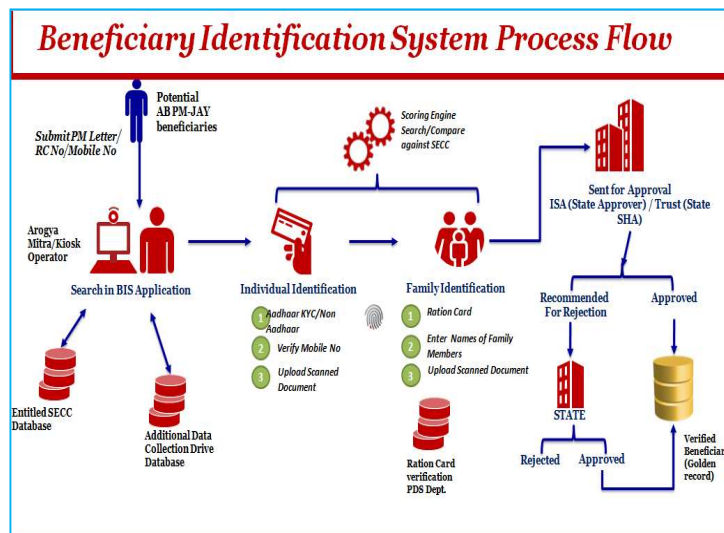 Beneficiary Identification System Process Flow
Potential
AB PM-JAY
beneficiaries
Submit PM Letter/
RC No/Mobile No
Scoring Engine
Search/Compare
against SECC
Sent for Approval
ISA (State Approver) / Trust (State
SHA)
Arogya
Mitra/Kiosk
Operator
Search in BIS Application
Individual Identification
1 Aadhaar KYC/Non
Aadhaar
2 Verify Mobile No
3 Upload Scanned
Document
Family Identification
1 Ration Card
2 Enter Names of Family
Members
3 Upload Scanned Document
Recommended
For Rejection
Approved
Entitled SECC
Database
Additional Data
Collection Drive
Database
Ration Card
verification
PDS Dept.
STATE
Rejected
Approved
Verified
Beneficiar
(Golden
record)